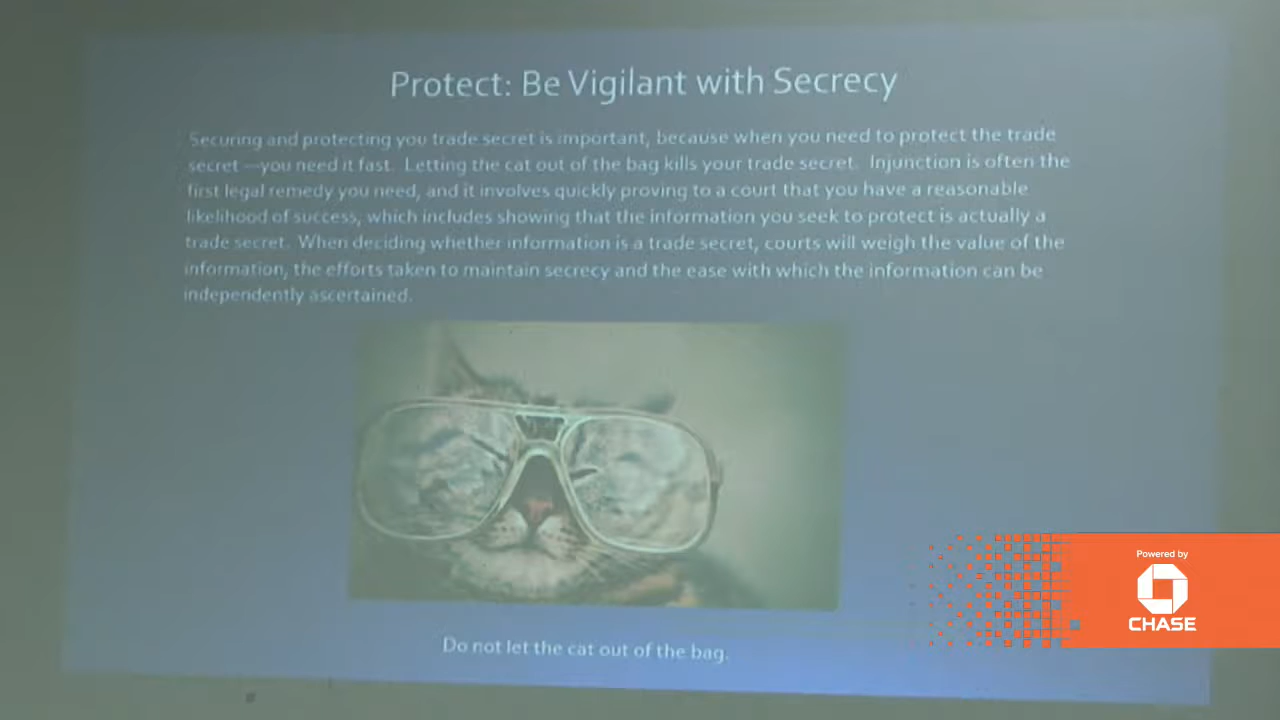 Protect: Be Vigilant with Secrecy
Securing and protecting you trade secret is important, because when you need to protect the trade
secret —you need it fast. Letting the cat out of the bag kills your trade secret. Injunction is often the
first legal remedy you need, and it involves quickly proving to a court that you have a reasonable
likelihood of success, which includes showing that the information you seek to protect is actually a
trade secret. When deciding whether information is a trade secret, courts will weigh the value of the
information, the efforts taken to maintain secrecy and the ease with which the information can be
independently ascertained.
Do not let the cat out of the bag.
Powered by
CHASE